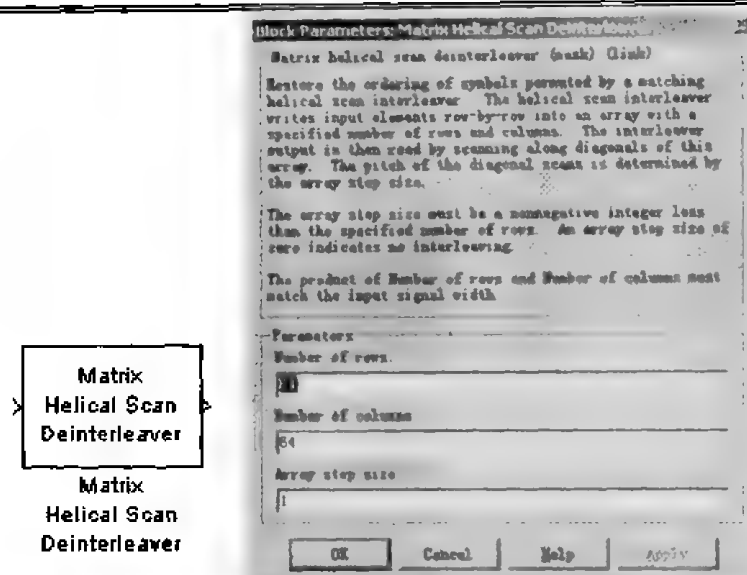 Block Parameters: Matrix Helical Scan Deinterleaver
Matrix helical scan deinterleaver (mask) (link)
Restore the ordering of symbols permuted by a matching
helical scan interleaver. The helical scan interleaver
writes input elements row-by-row into an array with a
specified number of rows and columns. The interleaver
output is then read by scanning along diagonals of this
array. The pitch of the diagonal scans is determined by
the array step size.
The array step size must be a nonnegative integer less
than the specified number of rows. An array step size of
zero indicates no interleaving.
The product of Number of rows and Number of columns must
match the input signal width
Parameters
Number of rows.
Number of columns
64
Array step size
1
OK Cancel Help Apply
Matrix
Helical Scan
Deinterleaver
Matrix
Helical Scan
Deinterleaver